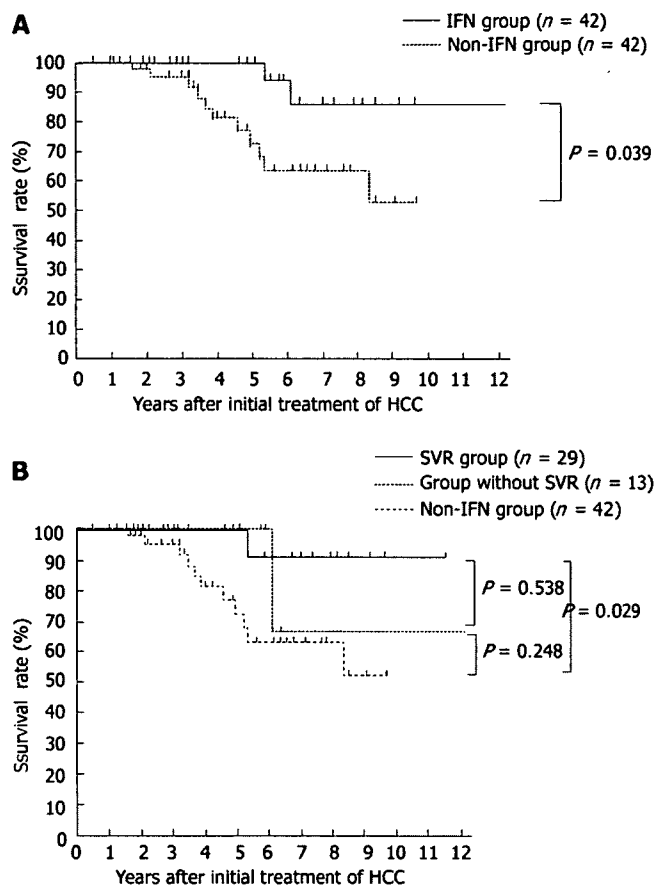 A
IFN group (n = 42)
Non-IFN group (n = 42)
100
90
80
70
60
50
40
30
20
10
0
Ssurvival rate (%)
P = 0.039
0 1 2 3 4 5 6 7 8 9 10 11 12
Years after initial treatment of HCC
B
SVR group (n = 29)
Group without SVR (n = 13)
Non-IFN group (n = 42)
100
90
80
70
60
50
40
30
20
10
0
Ssurvival rate (%)
P = 0.538
P = 0.029
P = 0.248
0 1 2 3 4 5 6 7 8 9 10 11 12
Years after initial treatment of HCC